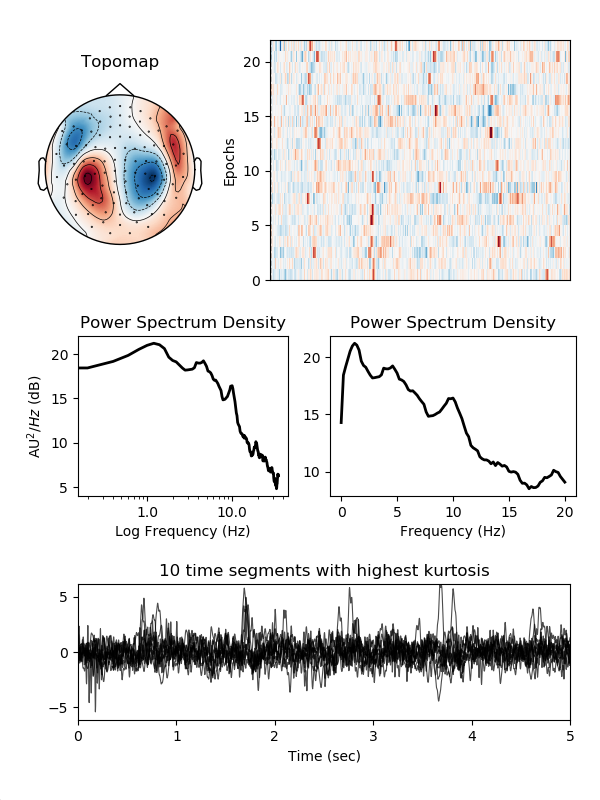 Topomap
20
15
10
5
0
Epochs
Power Spectrum Density
20
15
10
5
AU²/Hz (dB)
1.0 10.0
Log Frequency (Hz)
Power Spectrum Density
20
15
10
0 5 10 15 20
Frequency (Hz)
10 time segments with highest kurtosis
5
0
−5
0 1 2 3 4 5
Time (sec)